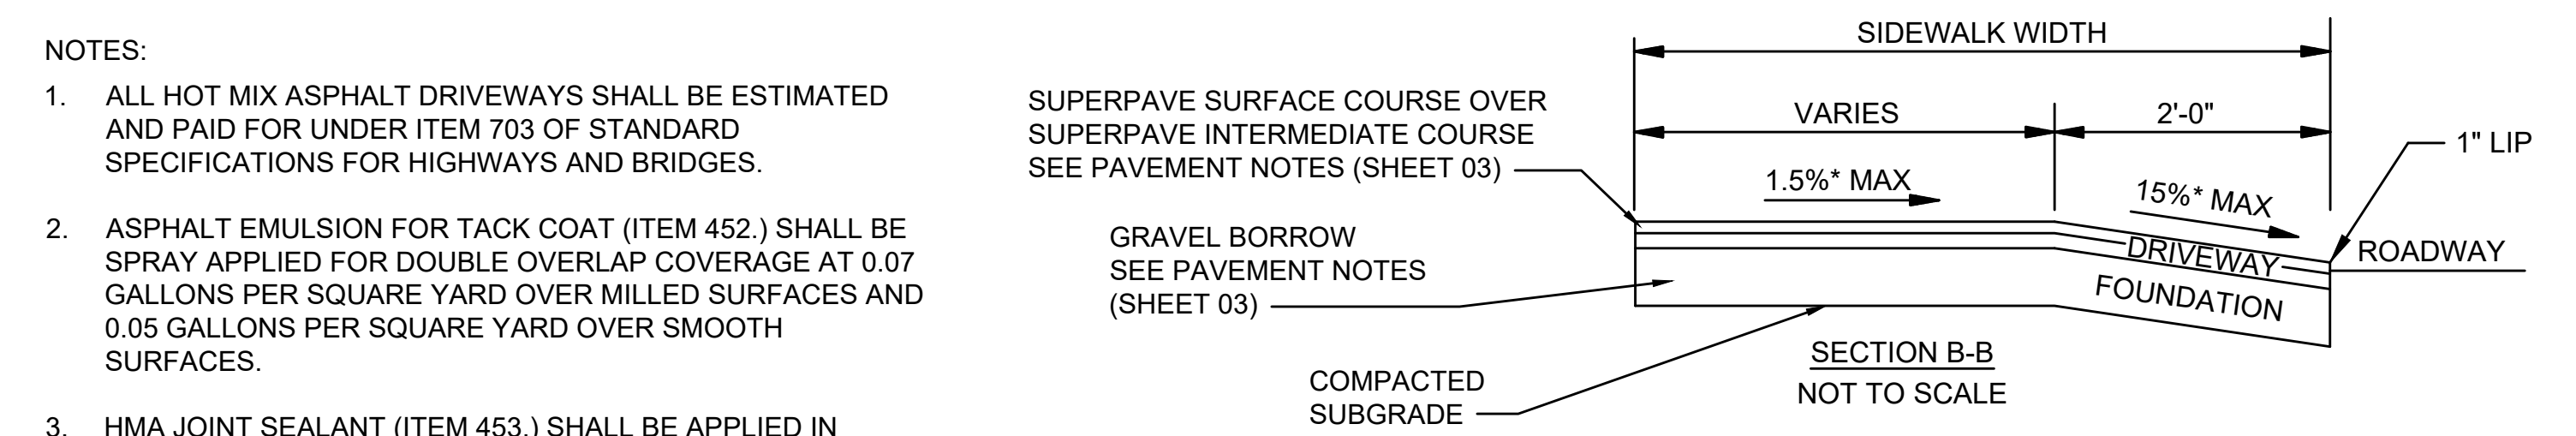 NOTES:
1. ALL HOT MIX ASPHALT DRIVEWAYS SHALL BE ESTIMATED
AND PAID FOR UNDER ITEM 703 OF STANDARD
SPECIFICATIONS FOR HIGHWAYS AND BRIDGES.
2. ASPHALT EMULSION FOR TACK COAT (ITEM 452.) SHALL BE
SPRAY APPLIED FOR DOUBLE OVERLAP COVERAGE AT 0.07
GALLONS PER SQUARE YARD OVER MILLED SURFACES AND
0.05 GALLONS PER SQUARE YARD OVER SMOOTH
SURFACES.
3. HMA JOINT SEALANT (ITEM 453.) SHALL BE APPLIED IN
SIDEWALK WIDTH
SUPERPAVE SURFACE COURSE OVER
SUPERPAVE INTERMEDIATE COURSE
SEE PAVEMENT NOTES (SHEET 03)
VARIES
2'-0"
1" LIP
1.5%* MAX
15%* MAX
GRAVEL BORROW
SEE PAVEMENT NOTES
(SHEET 03)
DRIVEWAY
ROADWAY
FOUNDATION
COMPACTED
SUBGRADE
SECTION B-B
NOT TO SCALE